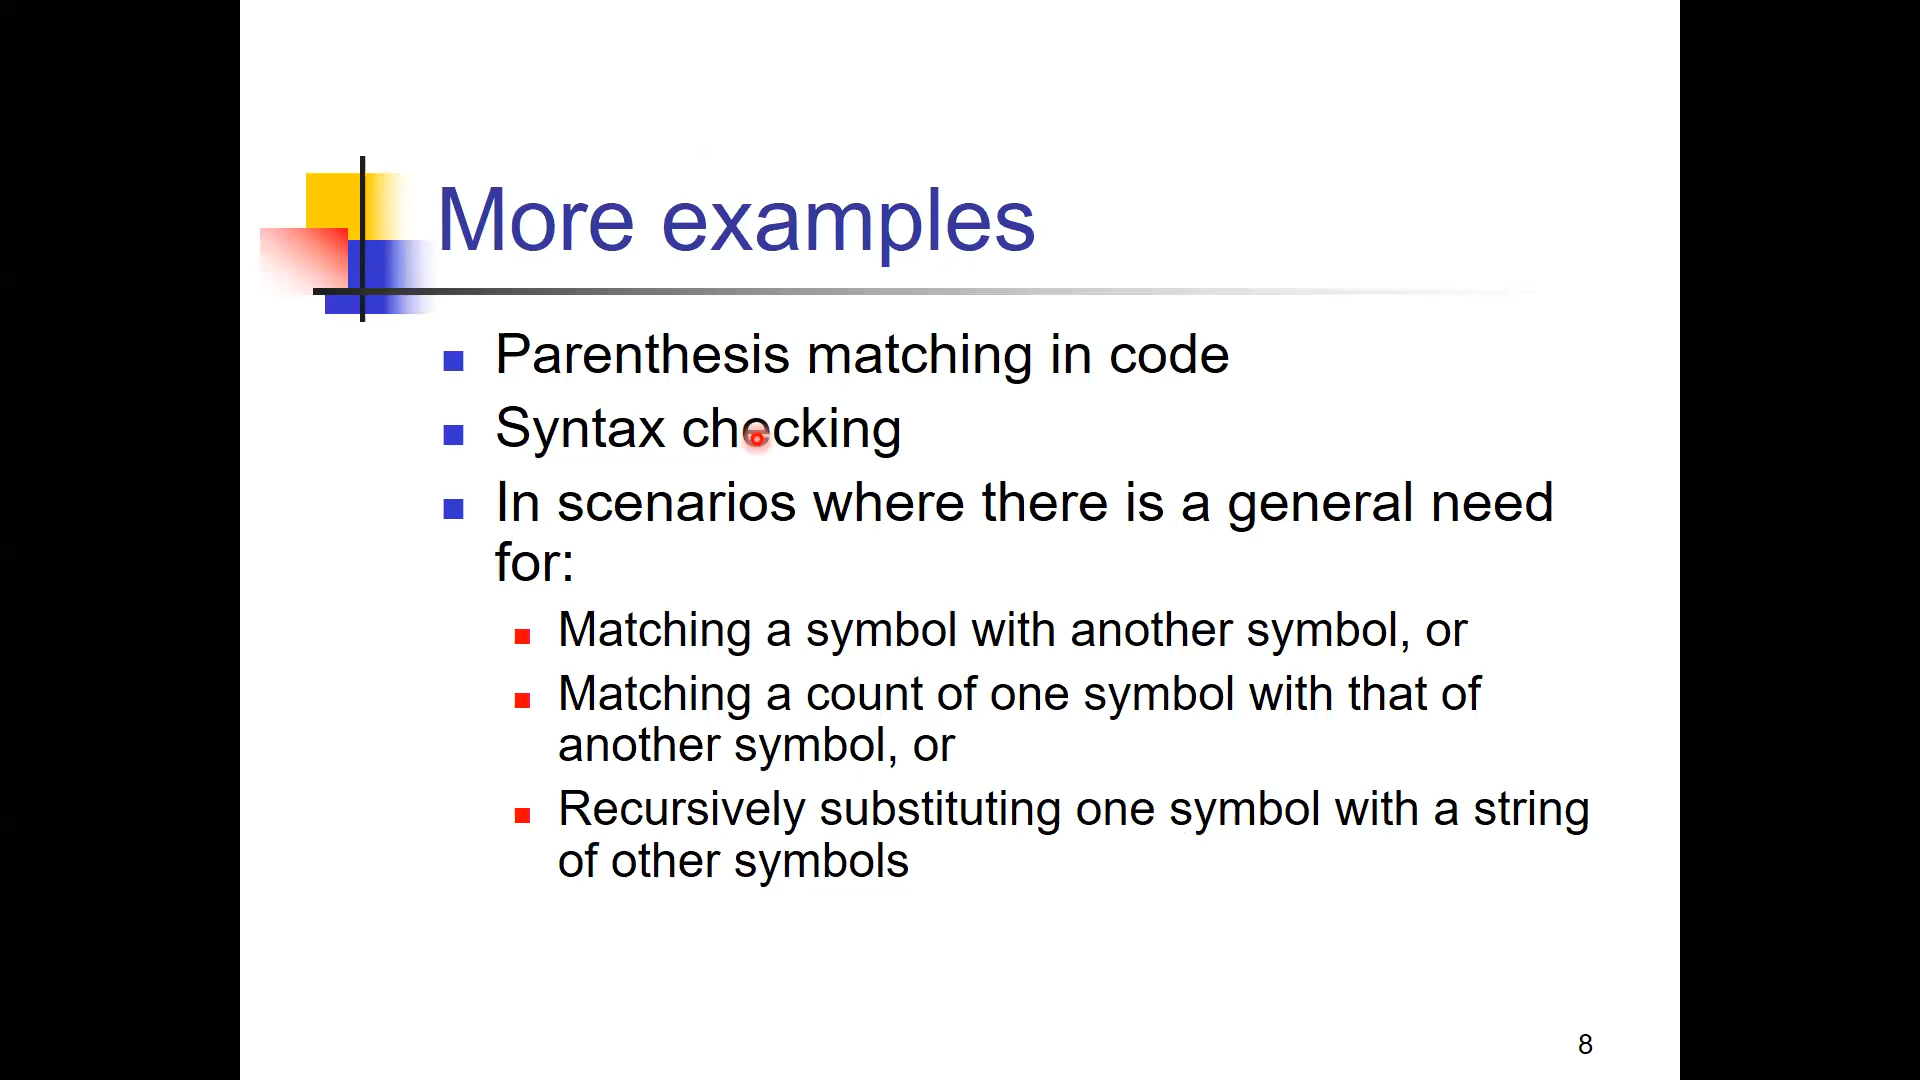 More examples
Parenthesis matching in code
Syntax checking
In scenarios where there is a general need
for:
Matching a symbol with another symbol, or
Matching a count of one symbol with that of
another symbol, or
Recursively substituting one symbol with a string
of other symbols
8